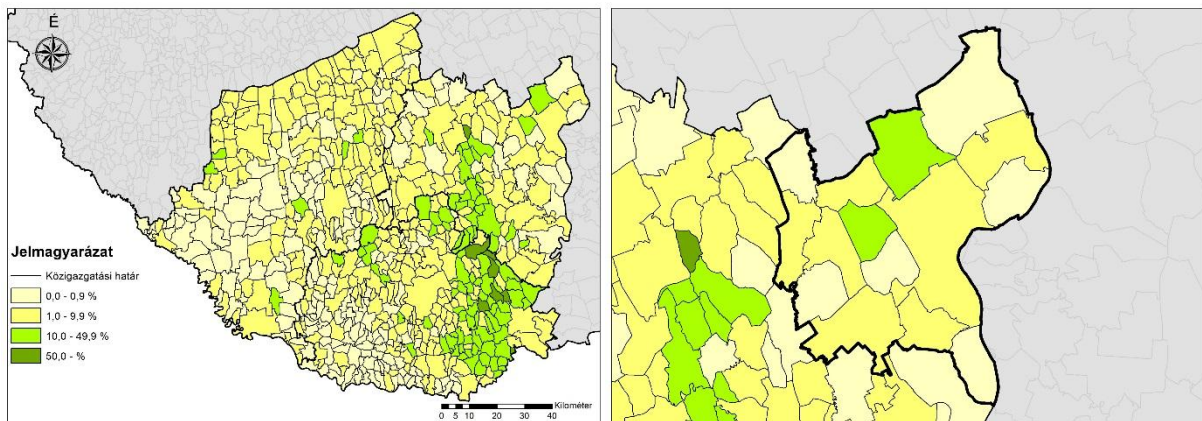 É
Jelmagyarázat
Közigazgatási határ
0,0 - 0,9 %
1,0 - 9,9 %
10,0 - 49,9 %
50,0 - %
Kilométer
0 5 10 20 30 40